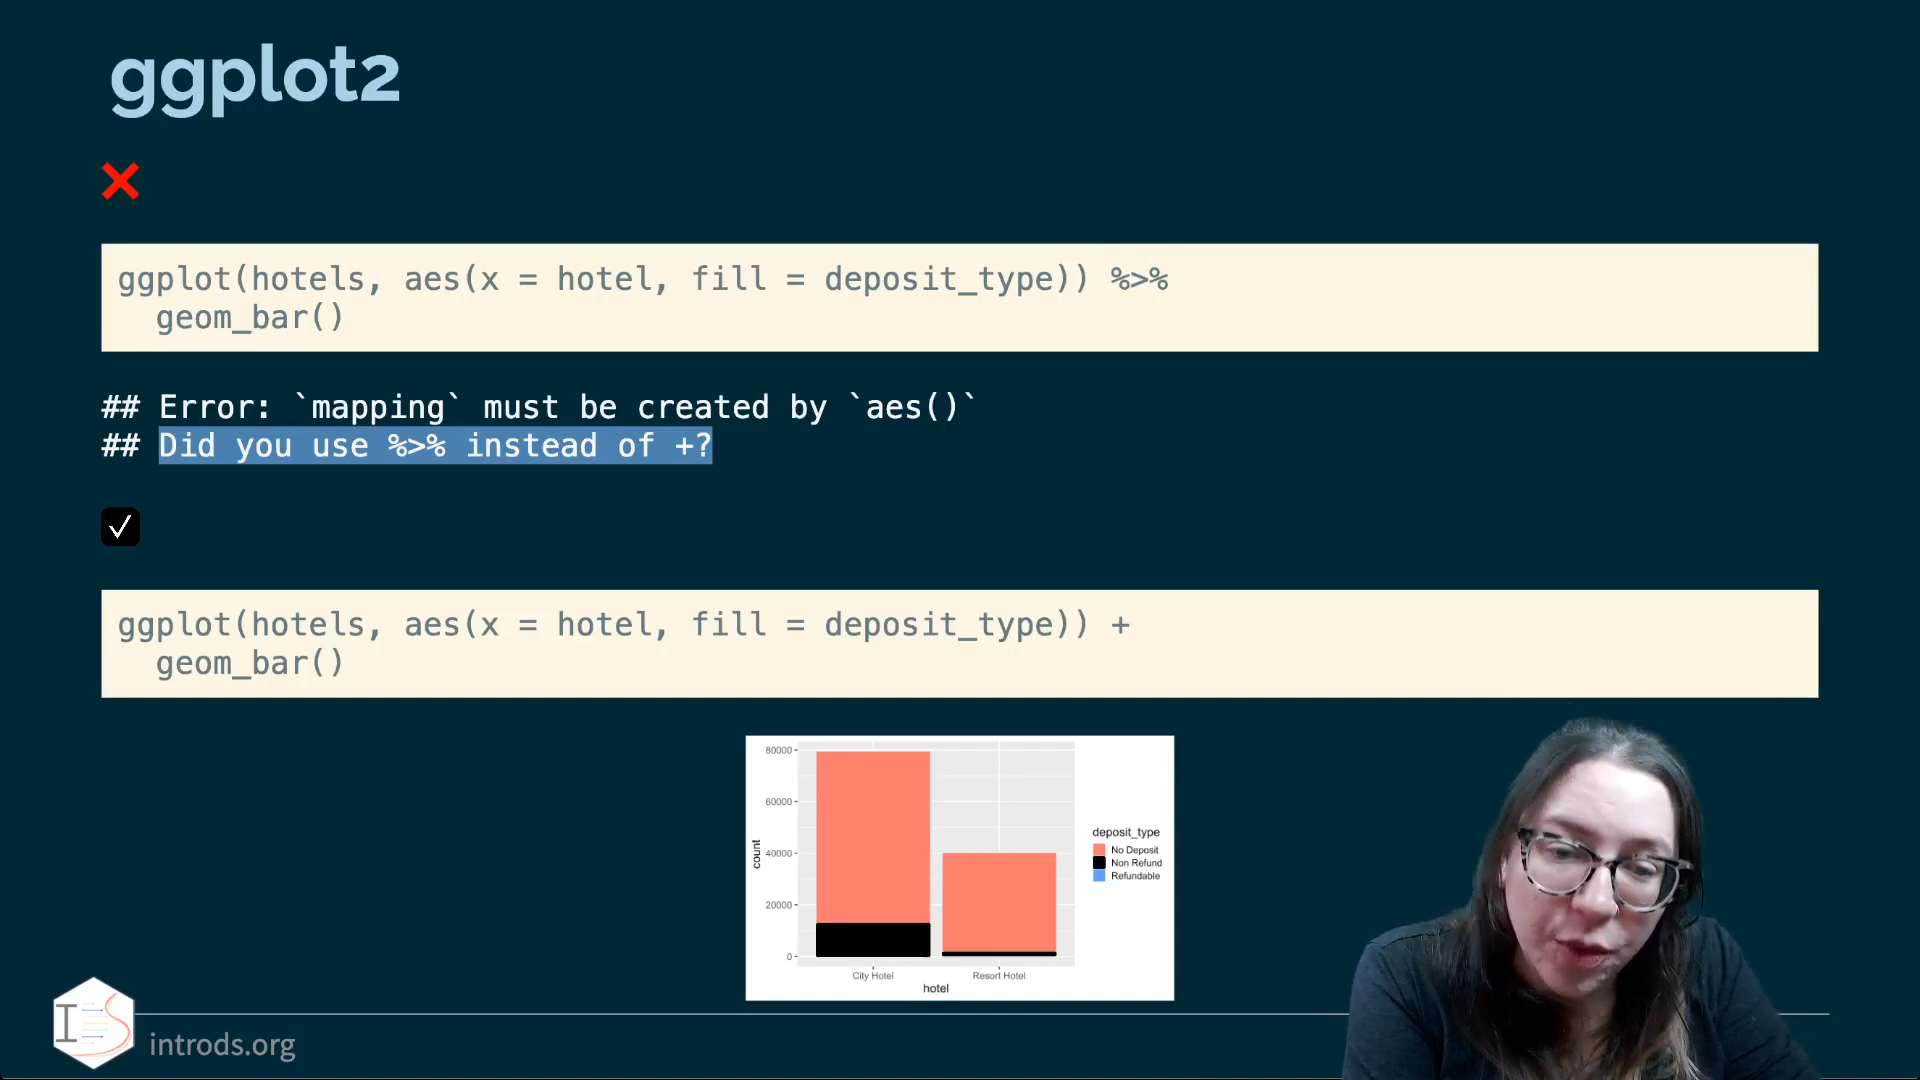 ggplot2
ggplot(hotels, aes(x = hotel, fill = deposit_type)) %>%
  geom_bar()
## Error: `mapping` must be created by `aes()`
## Did you use %>% instead of +?
ggplot(hotels, aes(x = hotel, fill = deposit_type)) +
  geom_bar()
80000
60000
40000
20000
0
count
City Hotel
Resort Hotel
hotel
deposit_type
No Deposit
Non Refund
Refundable
IDS
introds.org